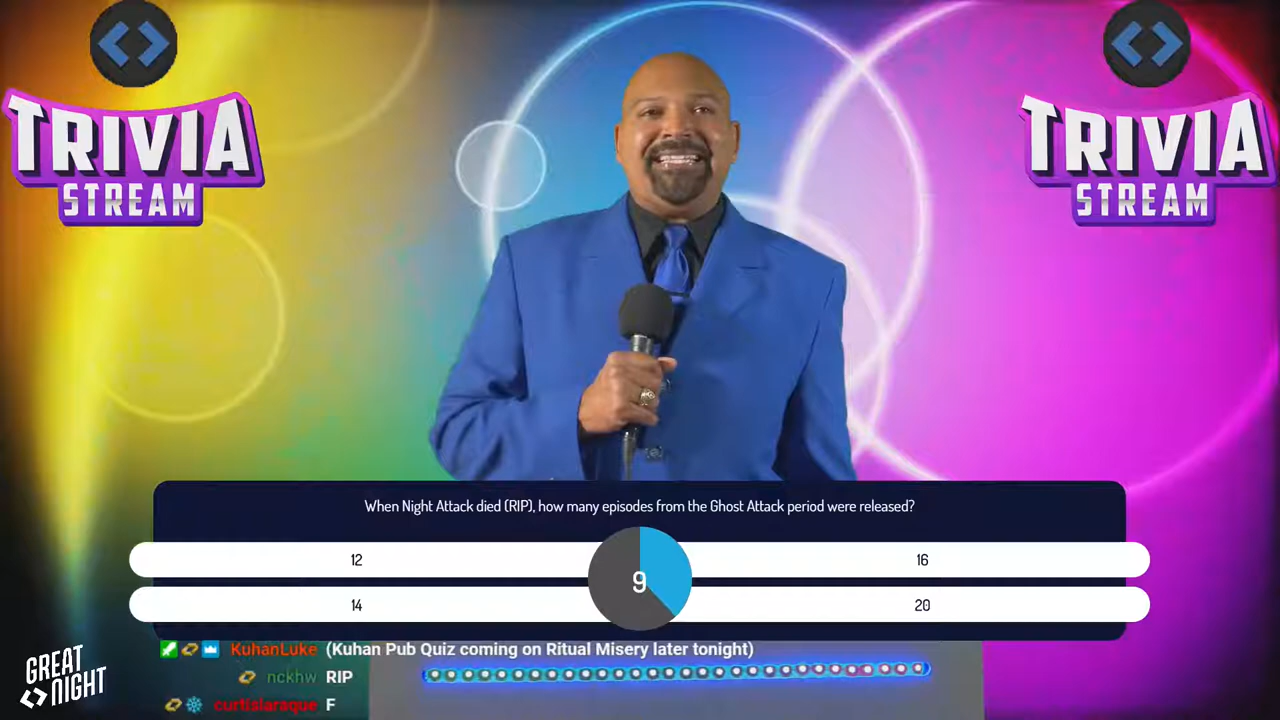 TRIVIA
STREAM
TRIVIA
STREAM
When Night Attack died (RIP), how many episodes from the Ghost Attack period were released?
12
16
9
14
20
KuhanLuke (Kuhan Pub Quiz coming on Ritual Misery later tonight)
nckhw RIP
curtislaraque F
GREAT
NIGHT